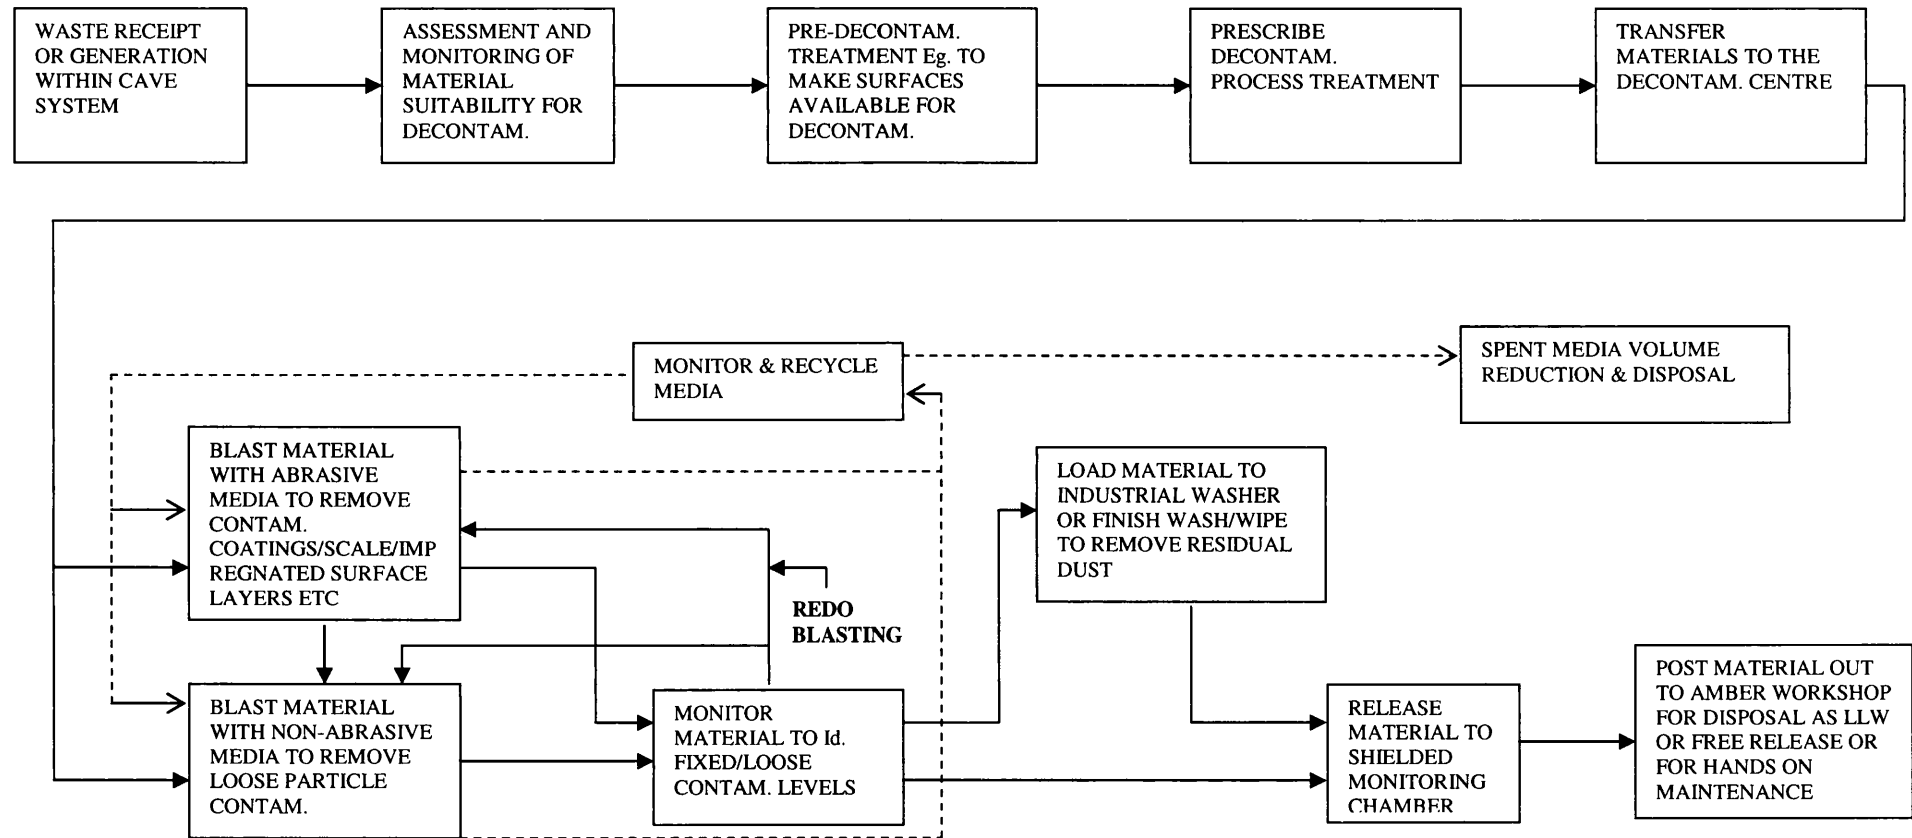 WASTE RECEIPT
OR GENERATION
WITHIN CAVE
SYSTEM
ASSESSMENT AND
MONITORING OF
MATERIAL
SUITABILITY FOR
DECONTAM.
PRE-DECONTAM.
TREATMENT Eg. TO
MAKE SURFACES
AVAILABLE FOR
DECONTAM.
PRESCRIBE
DECONTAM.
PROCESS TREATMENT
TRANSFER
MATERIALS TO THE
DECONTAM. CENTRE
MONITOR & RECYCLE
MEDIA
SPENT MEDIA VOLUME
REDUCTION & DISPOSAL
BLAST MATERIAL
WITH ABRASIVE
MEDIA TO REMOVE
CONTAM.
COATINGS/SCALE/IMP
REGNATED SURFACE
LAYERS ETC
REDO
BLASTING
LOAD MATERIAL TO
INDUSTRIAL WASHER
OR FINISH WASH/WIPE
TO REMOVE RESIDUAL
DUST
BLAST MATERIAL
WITH NON-ABRASIVE
MEDIA TO REMOVE
LOOSE PARTICLE
CONTAM.
MONITOR
MATERIAL TO Id.
FIXED/LOOSE
CONTAM. LEVELS
RELEASE
MATERIAL TO
SHIELDED
MONITORING
CHAMBER
POST MATERIAL OUT
TO AMBER WORKSHOP
FOR DISPOSAL AS LLW
OR FREE RELEASE OR
FOR HANDS ON
MAINTENANCE